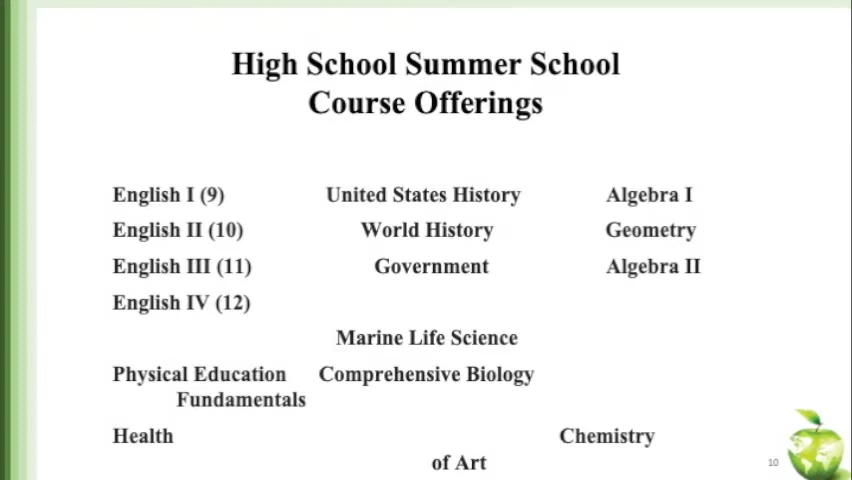 High School Summer School
Course Offerings
English I (9) United States History Algebra I
English II (10) World History Geometry
English III (11) Government Algebra II
English IV (12)
Marine Life Science
Physical Education Comprehensive Biology
Fundamentals
Health Chemistry
of Art
10